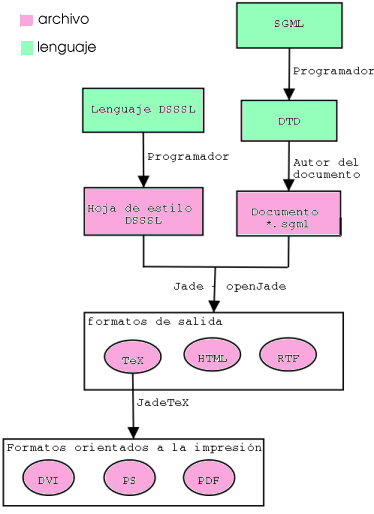 archivo
lenguaje
SGML
Programador
Lenguaje DSSSL
DTD
Programador
Autor del
documento
Hoja de estilo
DSSSL
Documento
*.sgml
Jade - openJade
formatos de salida
TeX
HTML
RTF
JadeTeX
Formatos orientados a la impresión
DVI
PS
PDF